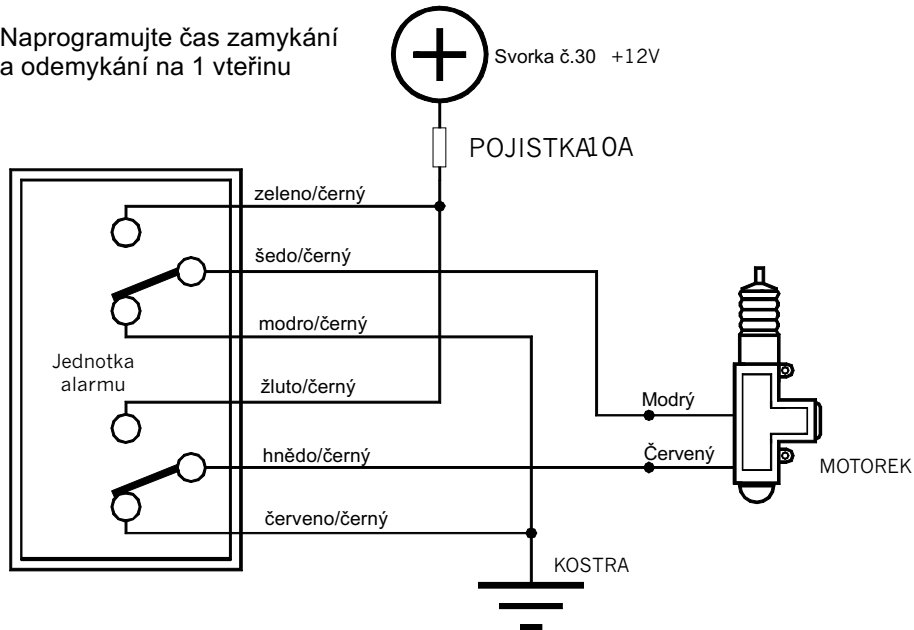 Naprogramujte čas zamykání
a odemykání na 1 vteřinu
Svorka č.30 +12V
POJISTKA10A
zeleno/černý
šedo/černý
modro/černý
Jednotka
alarmu
žluto/černý
Modrý
hnědo/černý
Červený
MOTOREK
červeno/černý
KOSTRA